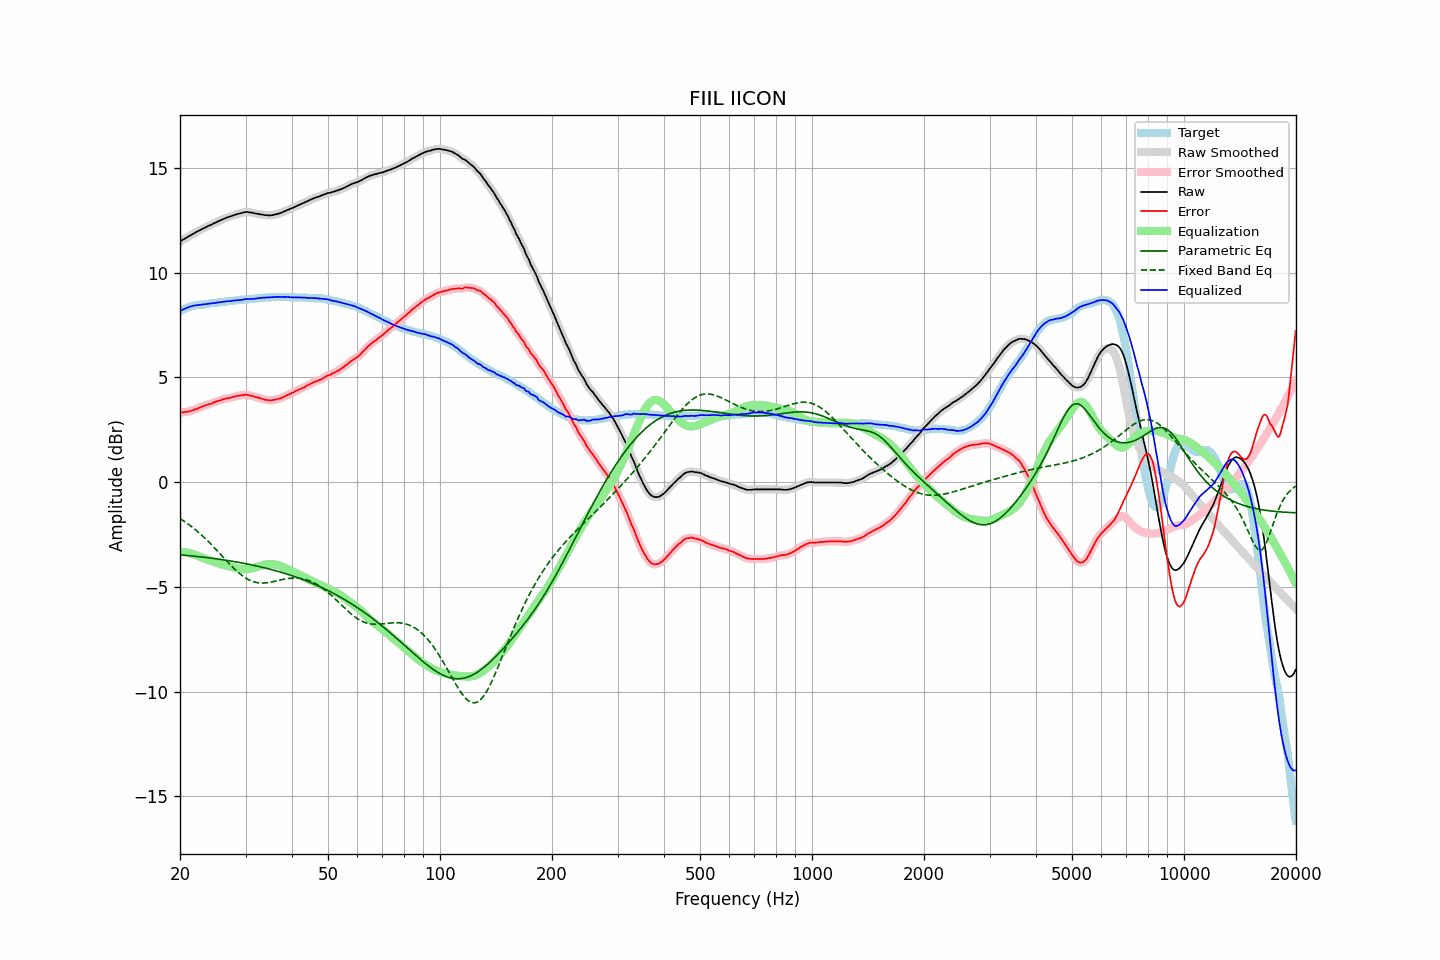 FIIL IICON
Target
Raw Smoothed
Error Smoothed
Raw
Error
Equalization
Parametric Eq
Fixed Band Eq
Equalized
15
10
5
0
−5
−10
−15
Amplitude (dBr)
20 50 100 200 500 1000 2000 5000 10000 20000
Frequency (Hz)